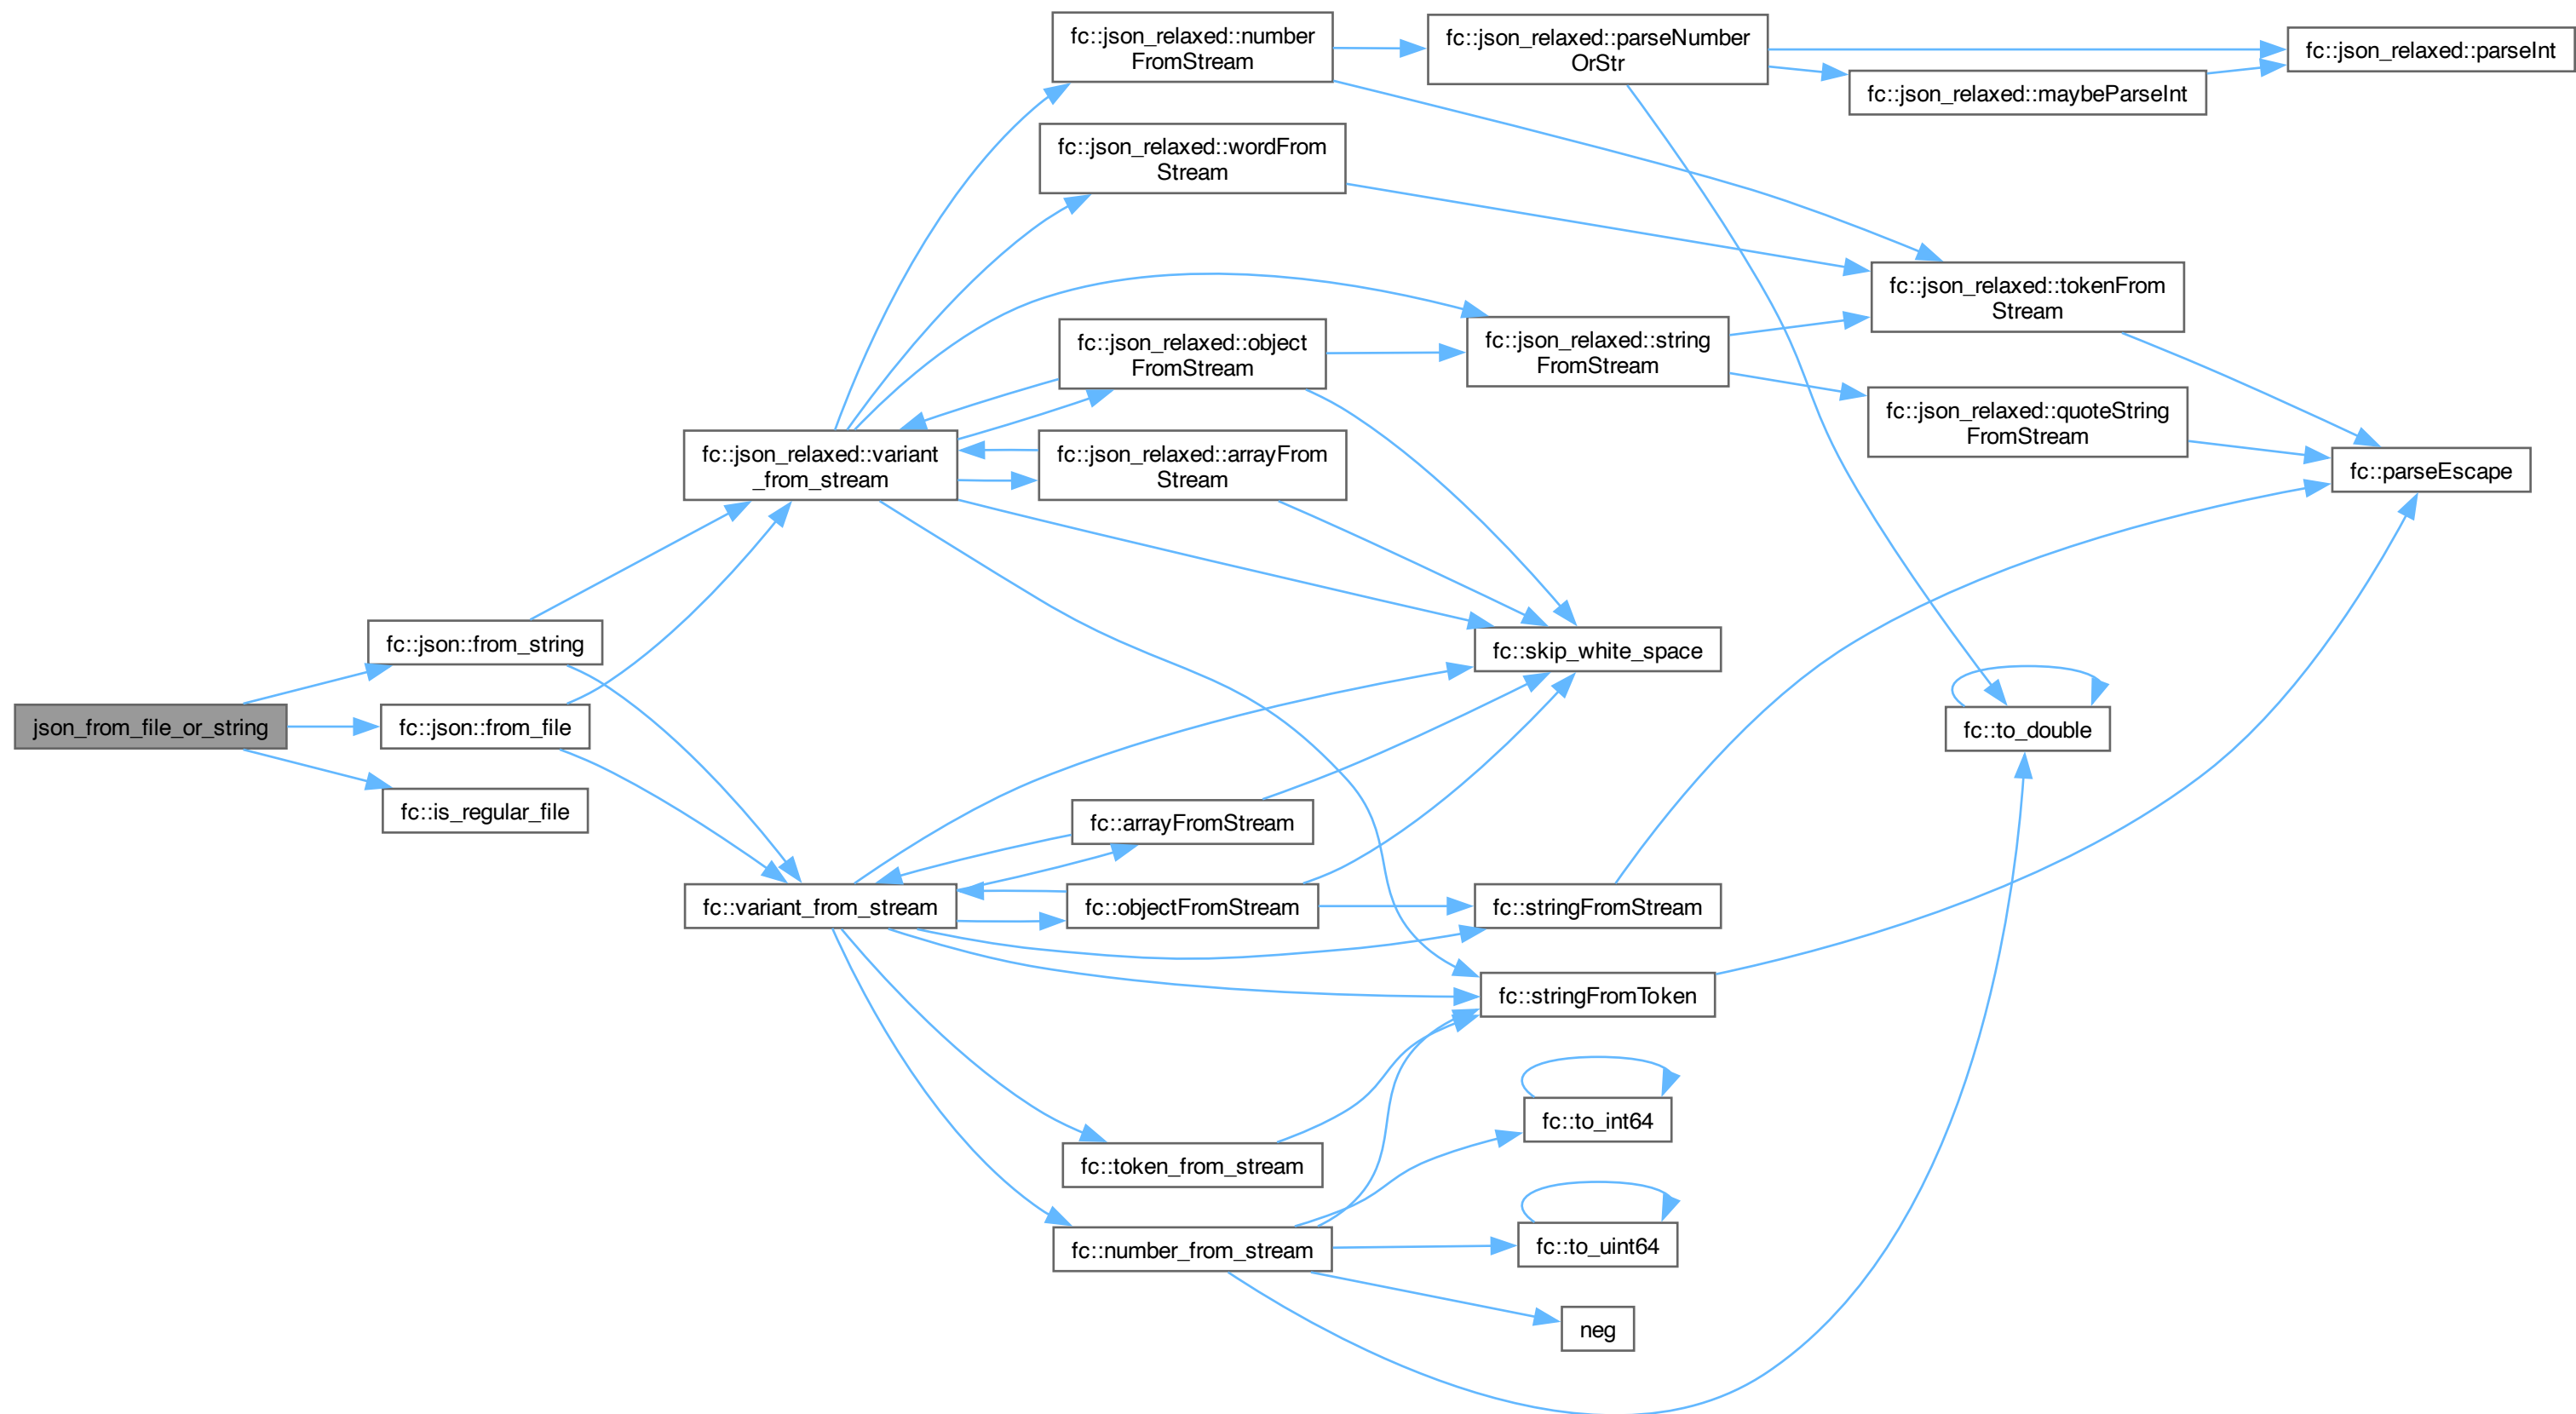 json_from_file_or_string
fc::json::from_string
fc::json::from_file
fc::is_regular_file
fc::json_relaxed::variant
_from_stream
fc::variant_from_stream
fc::json_relaxed::number
FromStream
fc::json_relaxed::wordFrom
Stream
fc::json_relaxed::object
FromStream
fc::json_relaxed::arrayFrom
Stream
fc::arrayFromStream
fc::objectFromStream
fc::token_from_stream
fc::number_from_stream
fc::json_relaxed::parseNumber
OrStr
fc::json_relaxed::string
FromStream
fc::skip_white_space
fc::stringFromStream
fc::stringFromToken
fc::to_int64
fc::to_uint64
neg
fc::json_relaxed::maybeParseInt
fc::json_relaxed::tokenFrom
Stream
fc::json_relaxed::quoteString
FromStream
fc::to_double
fc::json_relaxed::parseInt
fc::parseEscape